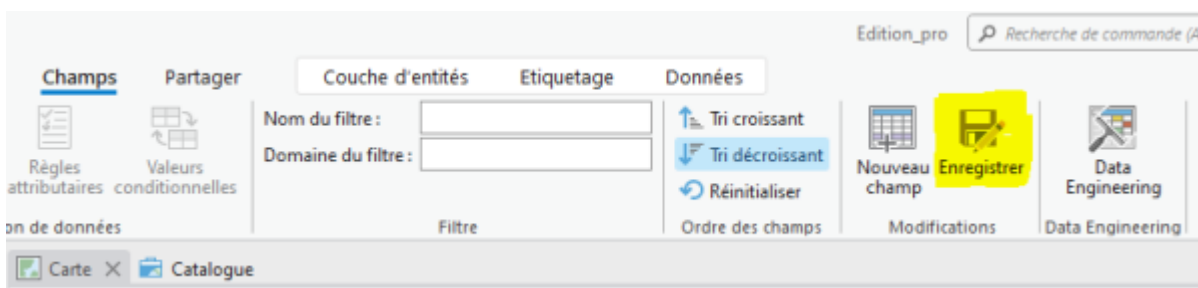 Edition_pro
Recherche de commande (A
Champs Partager Couche d'entités Etiquetage Données
Nom du filtre :
Domaine du filtre :
Tri croissant
Tri décroissant
Réinitialiser
Règles
attributaires
Valeurs
conditionnelles
Nouveau
champ
Enregistrer
Data
Engineering
on de données Filtre Ordre des champs Modifications Data Engineering
Carte Catalogue